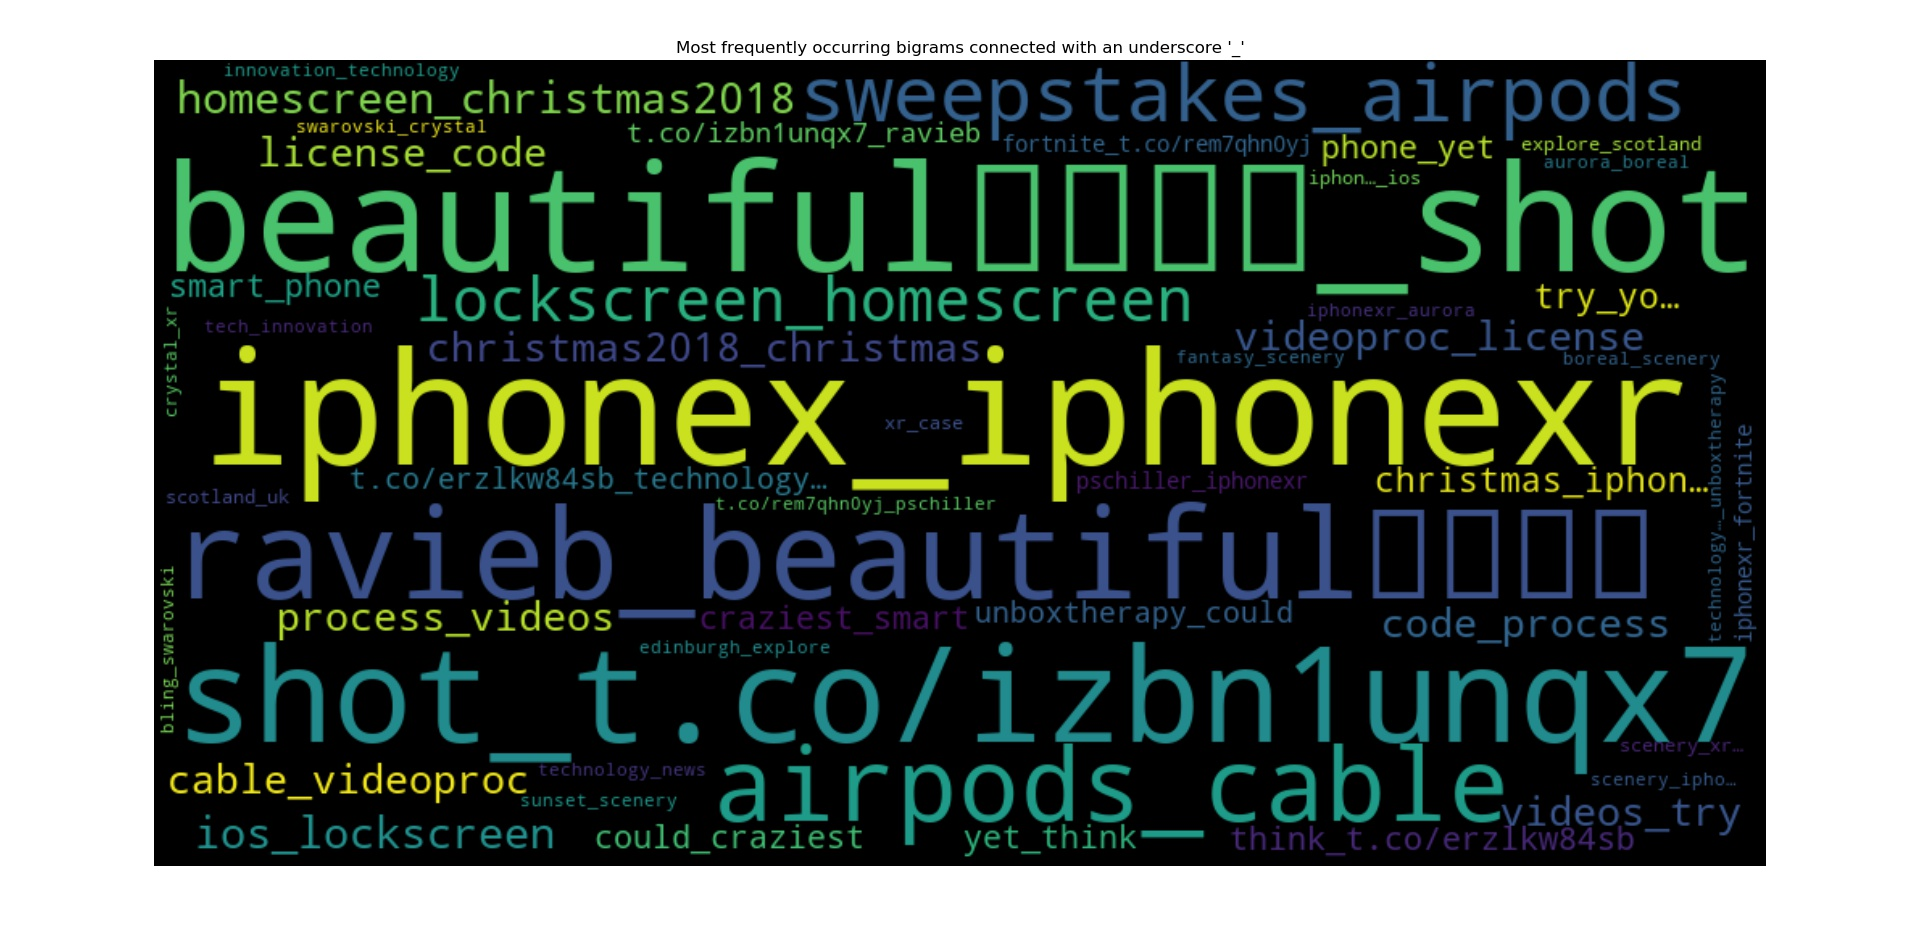 Most frequently occurring bigrams connected with an underscore '_'
innovation_technology
homescreen_christmas2018
sweepstakes_airpods
swarovski_crystal
t.co/izbn1unqx7_ravieb
fortnite_t.co/rem7qhn0yj
phone_yet
explore_scotland
license_code
aurora_boreal
iphon…_ios
beautiful□□□□_shot
smart_phone
lockscreen_homescreen
try_yo…
crystal_xr
tech_innovation
iphonexr_aurora
christmas2018_christmas
videoproc_license
fantasy_scenery
boreal_scenery
iphonex_iphonexr
xr_case
t.co/erzlkw84sb_technology…
pschiller_iphonexr
christmas_iphon…
technology…_unboxtherapy
iphonexr_fortnite
scotland_uk
t.co/rem7qhn0yj_pschiller
ravieb_beautiful□□□□
bling_swarovski
process_videos
craziest_smart
unboxtherapy_could
code_process
edinburgh_explore
shot_t.co/izbn1unqx7
scenery_xr…
cable_videoproc
technology_news
airpods_cable
scenery_ipho…
sunset_scenery
videos_try
ios_lockscreen
could_craziest
yet_think
think_t.co/erzlkw84sb